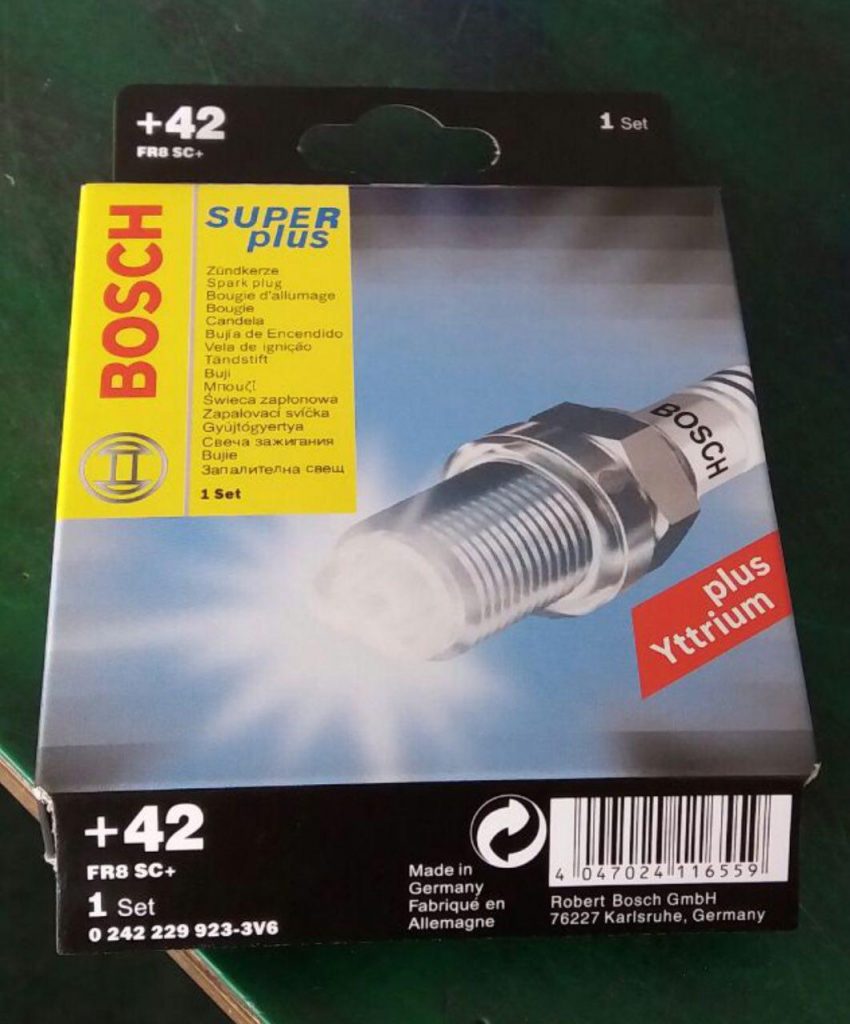 +42
FR8 SC+
1 Set
BOSCH
SUPER
plus
Zündkerze
Spark plug
Bougie d'allumage
Bougie
Candela
Bujía de Encendido
Vela de ignição
Tändstift
Buji
Μπουζί
Świeca zapłonowa
Zapalovací svíčka
Gyújtógyertya
Свеча зажигания
Bujie
Запалителна свещ
1 Set
BOSCH
plus
Yttrium
+42
FR8 SC+
1 Set
0 242 229 923-3V6
Made in
Germany
Fabriqué en
Allemagne
4 047024 116559
Robert Bosch GmbH
76227 Karlsruhe, Germany